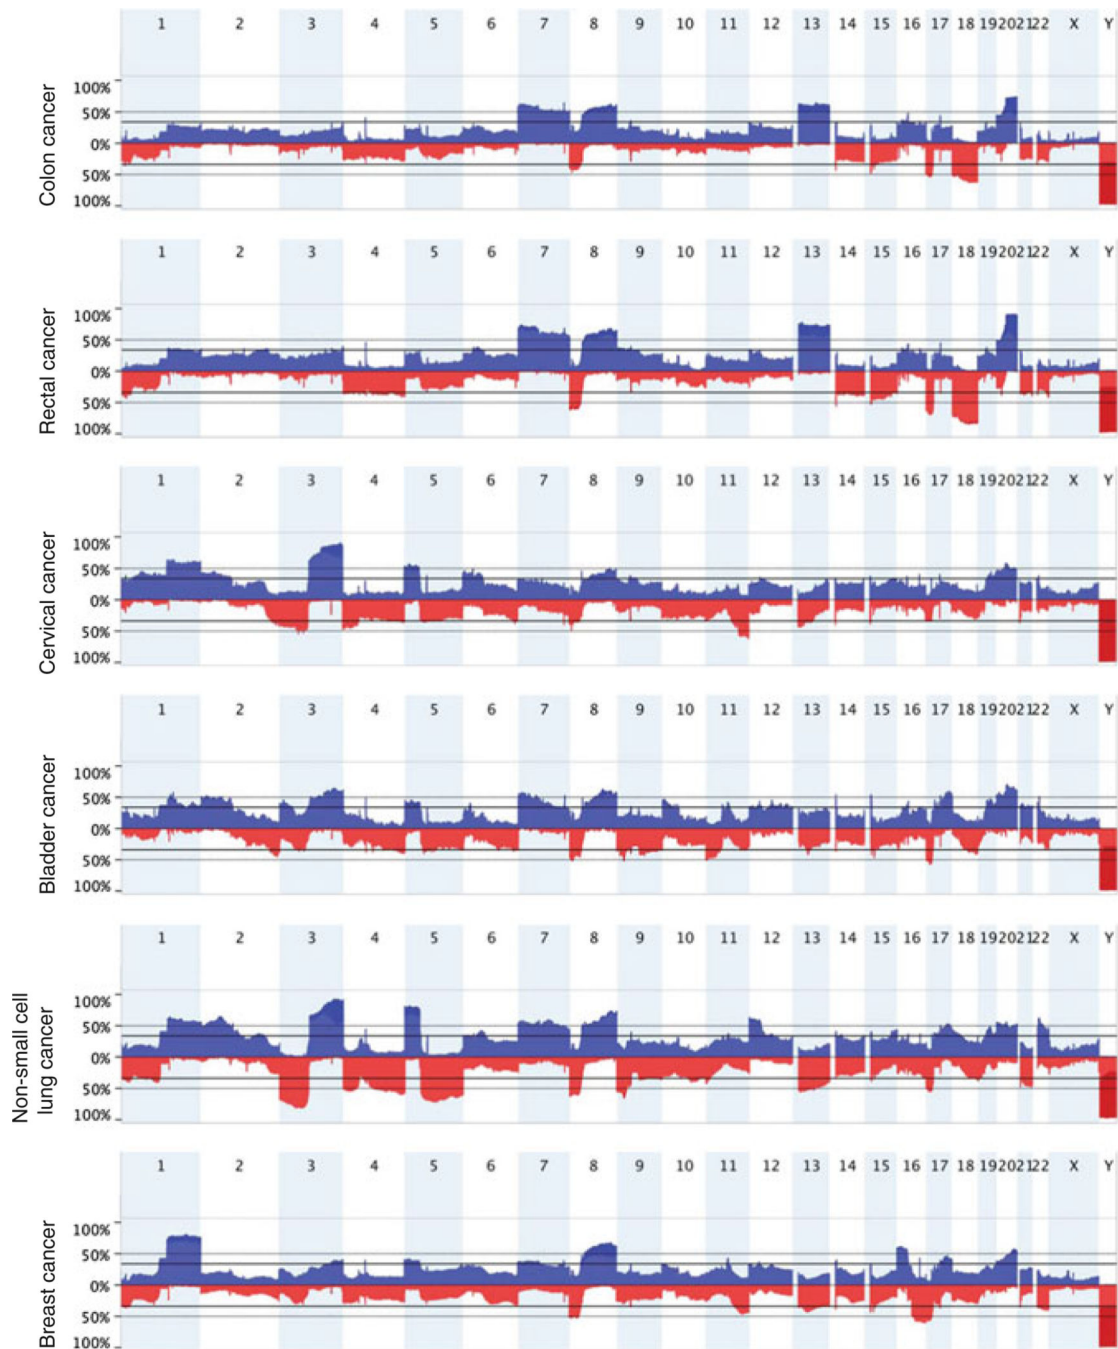 1 2 3 4 5 6 7 8 9 10 11 12 13 14 15 16 17 18 19 20 21 22 X Y
Colon cancer
100%
50%
0%
50%
100%
1 2 3 4 5 6 7 8 9 10 11 12 13 14 15 16 17 18 19 20 21 22 X Y
Rectal cancer
100%
50%
0%
50%
100%
1 2 3 4 5 6 7 8 9 10 11 12 13 14 15 16 17 18 19 20 21 22 X Y
Cervical cancer
100%
50%
0%
50%
100%
1 2 3 4 5 6 7 8 9 10 11 12 13 14 15 16 17 18 19 20 21 22 X Y
Bladder cancer
100%
50%
0%
50%
100%
1 2 3 4 5 6 7 8 9 10 11 12 13 14 15 16 17 18 19 20 21 22 X Y
Non-small cell
lung cancer
100%
50%
0%
50%
100%
1 2 3 4 5 6 7 8 9 10 11 12 13 14 15 16 17 18 19 20 21 22 X Y
Breast cancer
100%
50%
0%
50%
100%